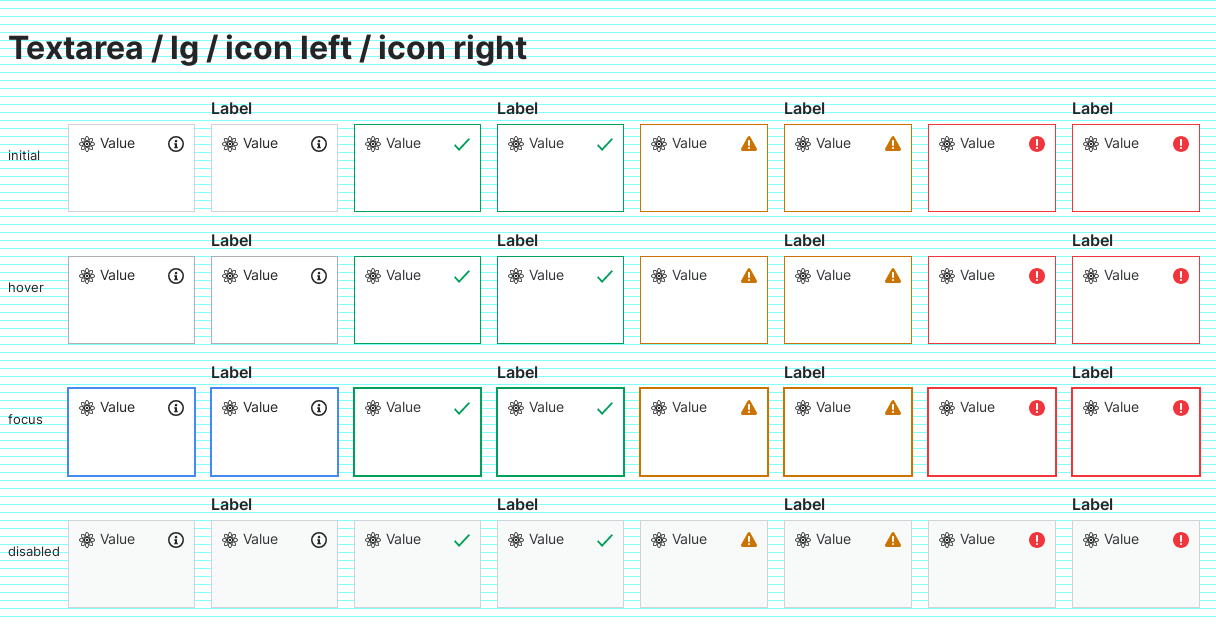 Textarea / lg / icon left / icon right
Label Label Label Label
initial Value Value Value Value Value Value Value Value
Label Label Label Label
hover Value Value Value Value Value Value Value Value
Label Label Label Label
focus Value Value Value Value Value Value Value Value
Label Label Label Label
disabled Value Value Value Value Value Value Value Value